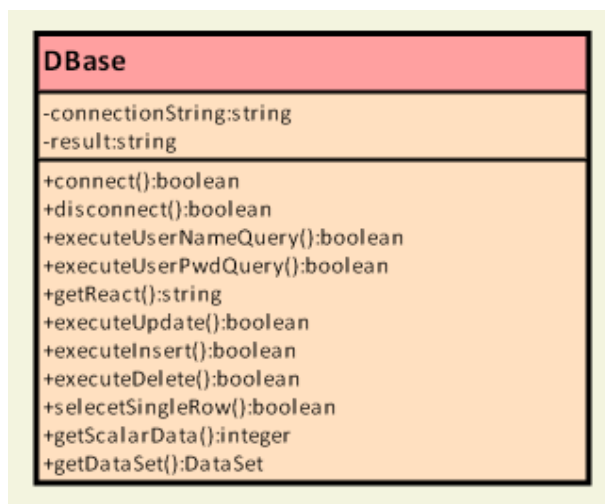 DBase
-connectionString:string
-result:string
+connect():boolean
+disconnect():boolean
+executeUserNameQuery():boolean
+executeUserPwdQuery():boolean
+getReact():string
+executeUpdate():boolean
+executeInsert():boolean
+executeDelete():boolean
+selecetSingleRow():boolean
+getScalarData():integer
+getDataSet():DataSet